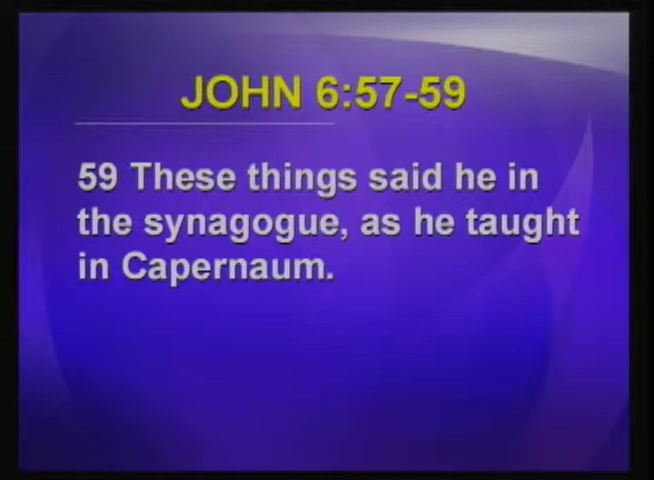 JOHN 6:57-59
59 These things said he in
the synagogue, as he taught
in Capernaum.